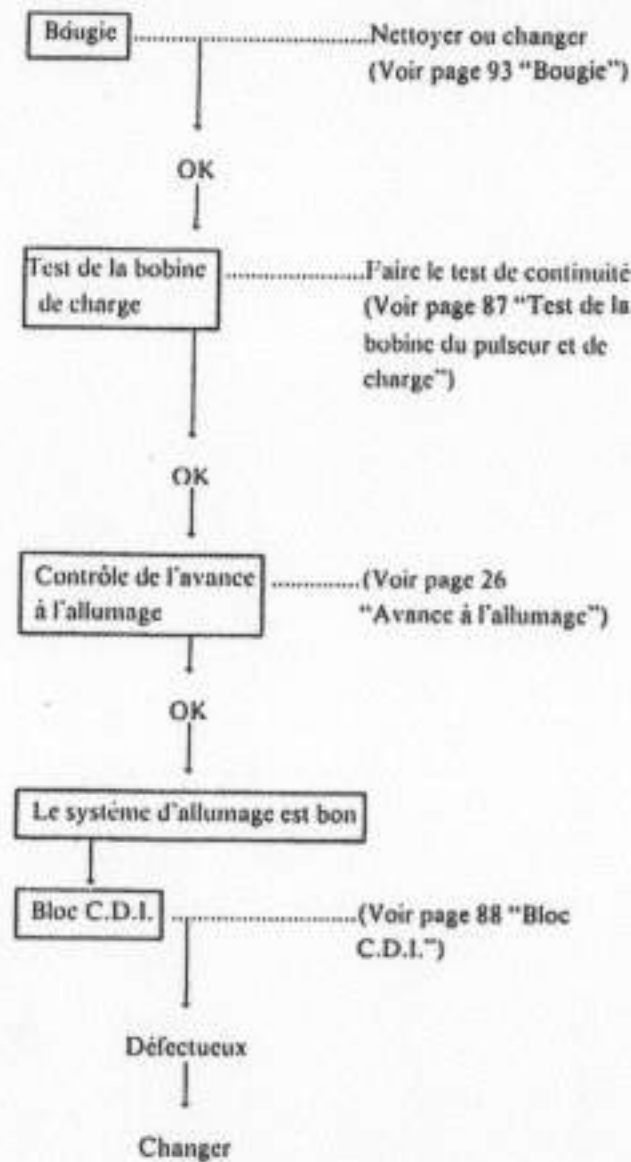 Bougie ............ Nettoyer ou changer
(Voir page 93 "Bougie")
OK
Test de la bobine ............ Faire le test de continuité
de charge (Voir page 87 "Test de la
bobine du pulseur et de
charge")
OK
Contrôle de l'avance ............ (Voir page 26
à l'allumage "Avance à l'allumage")
OK
Le système d'allumage est bon
Bloc C.D.I. ............ (Voir page 88 "Bloc
C.D.I.")
Défectueux
Changer